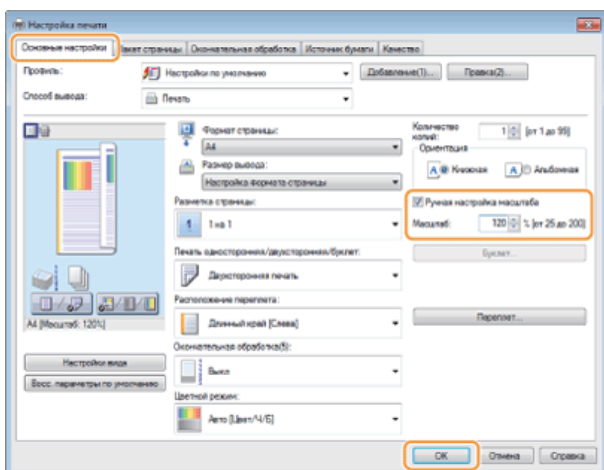 Настройка печати
Основные настройки Макет страницы Окончательная обработка Источник бумаги Качество
Профиль: Настройки по умолчанию Добавление(1)... Правка(2)...
Способ вывода: Печать
Формат страницы:
A4
Размер вывода:
Настройка формата страницы
Разметка страницы:
1 1 на 1
Печать односторонняя/двухсторонняя/буклет:
Двухсторонняя печать
Расположение переплета:
Длинный край [Слева]
Окончательная обработка(5):
Выкл
Цветной режим:
Авто [Цвет/Ч/Б]
Количество копий: 1 [от 1 до 99]
Ориентация
A Книжная A Альбомная
Ручная настройка масштаба
Масштаб: 120 % [от 25 до 200]
Буклет...
Переплет...
A4 [Масштаб: 120%]
Настройки вида
Восс. параметры по умолчанию
OK Отмена Справка